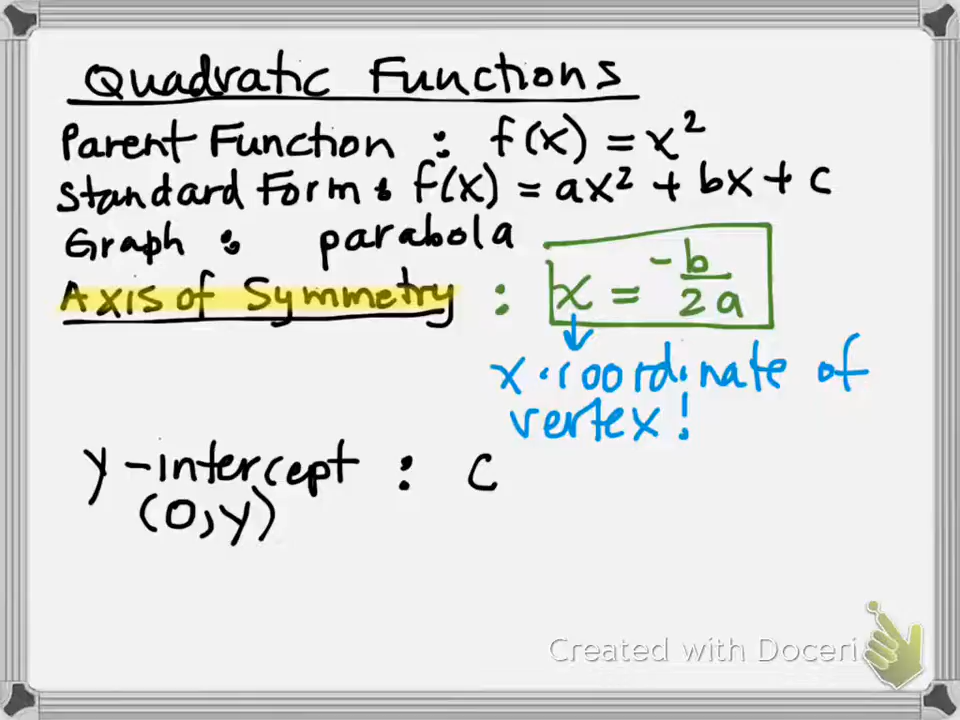 Quadratic Functions
Parent Function : f(x) = x²
Standard Form : f(x) = ax² + bx + c
Graph : parabola
Axis of Symmetry : x = -b/2a
x-coordinate of
vertex!
y-intercept : c
(0,y)
Created with Doceri